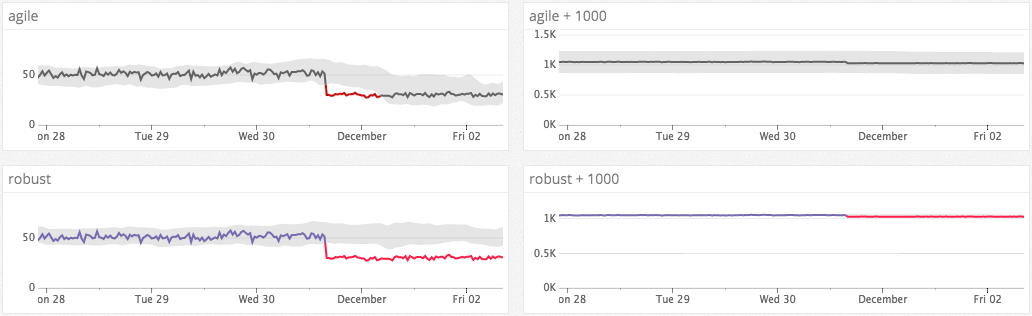 agile
50
0
on 28 Tue 29 Wed 30 December Fri 02
agile + 1000
1.5K
1K
0.5K
0K
on 28 Tue 29 Wed 30 December Fri 02
robust
50
0
on 28 Tue 29 Wed 30 December Fri 02
robust + 1000
1K
0.5K
0K
on 28 Tue 29 Wed 30 December Fri 02